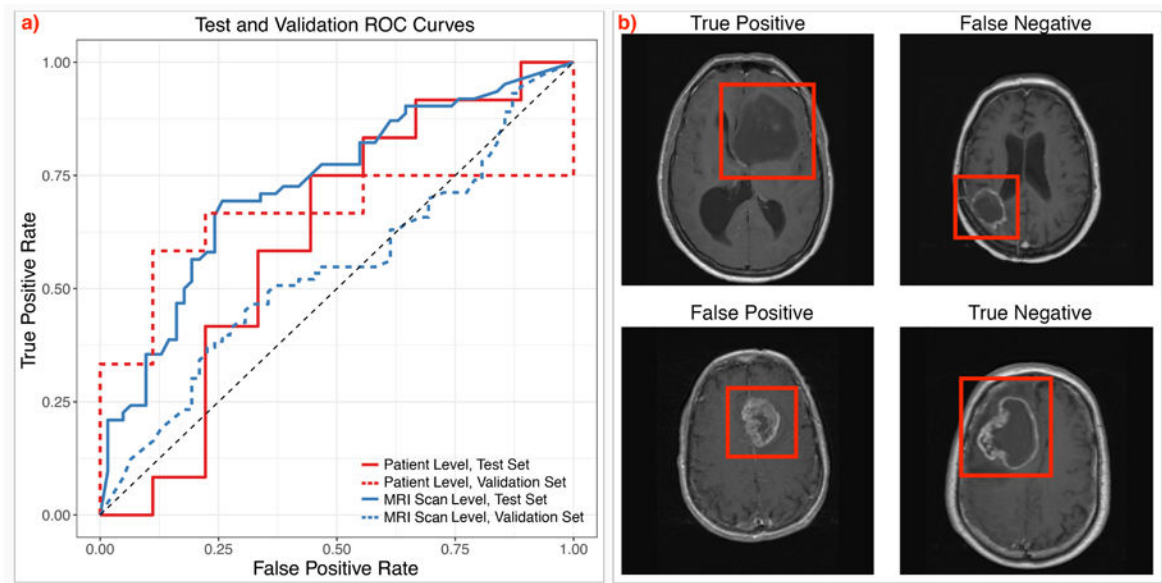 a)
Test and Validation ROC Curves
True Positive Rate
1.00
0.75
0.50
0.25
0.00
Patient Level, Test Set
Patient Level, Validation Set
MRI Scan Level, Test Set
MRI Scan Level, Validation Set
0.00 0.25 0.50 0.75 1.00
False Positive Rate
b)
True Positive False Negative
False Positive True Negative